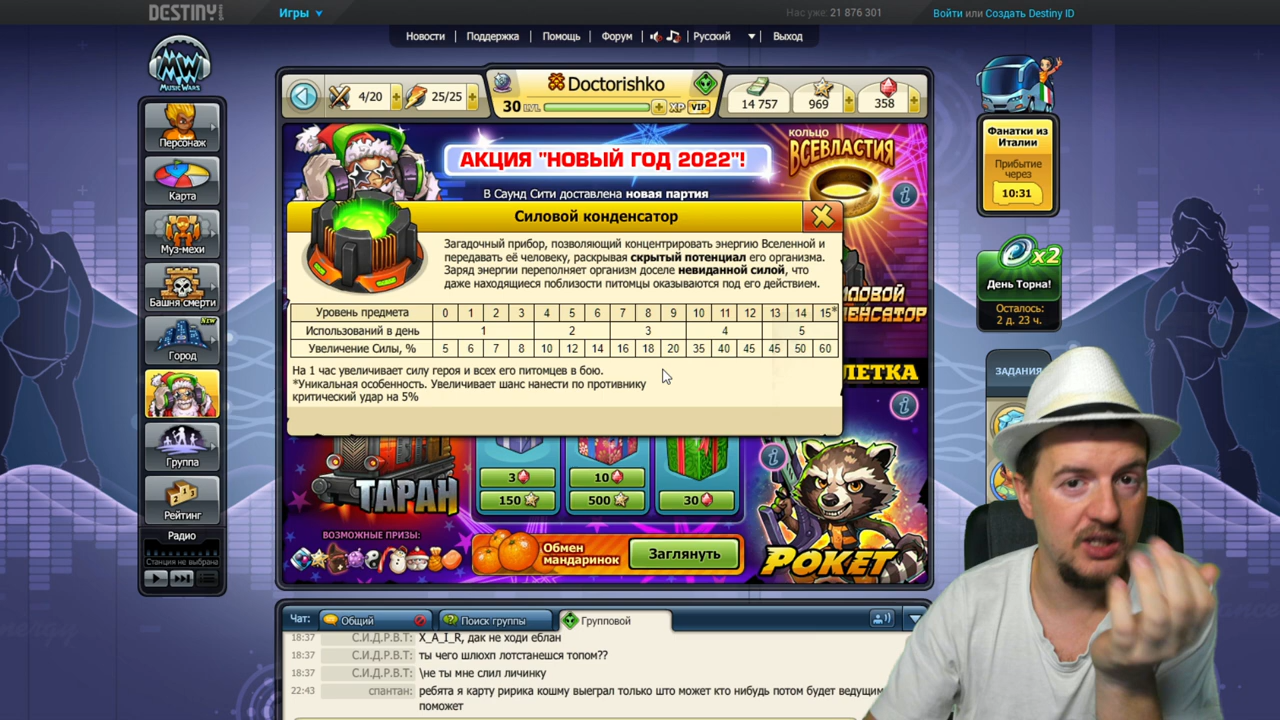 DESTINY
Игры
Нас уже: 21 876 301
Войти или Создать Destiny ID
Новости | Поддержка | Помощь | Форум | Русский | Выход
MUSICWARS
4/20
25/25
Doctorishko
30 LVL
XP VIP
14 757
969
358
Персонаж
Карта
Муз-мехи
Башня смерти
NEW
Город
Группа
Рейтинг
Радио
Станция не выбрана
АКЦИЯ "НОВЫЙ ГОД 2022"!
В Саунд Сити доставлена новая партия
КОЛЬЦО
ВСЕВЛАСТИЯ
Силовой конденсатор
Загадочный прибор, позволяющий концентрировать энергию Вселенной и
передавать её человеку, раскрывая скрытый потенциал его организма.
Заряд энергии переполняет организм доселе невиданной силой, что
даже находящиеся поблизости питомцы оказываются под его действием.
Уровень предмета 0 1 2 3 4 5 6 7 8 9 10 11 12 13 14 15*
Использований в день 1 2 3 4 5
Увеличение Силы, % 5 6 7 8 10 12 14 16 18 20 35 40 45 45 50 60
На 1 час увеличивает силу героя и всех его питомцев в бою.
*Уникальная особенность. Увеличивает шанс нанести по противнику
критический удар на 5%
ТАРАН
3
150
10
500
30
ВОЗМОЖНЫЕ ПРИЗЫ:
Обмен
мандаринок
Заглянуть
РОКЕТ
Фанатки из
Италии
Прибытие
через
10:31
x2
День Торна!
Осталось:
2 д. 23 ч.
ЗАДАНИЯ
Чат:
Общий
Поиск группы
Групповой
18:37 С.И.Д.Р.В.Т: X_A_I_R, дак не ходи еблан
18:37 С.И.Д.Р.В.Т: ты чего шлюхп лотстанешся топом??
18:37 С.И.Д.Р.В.Т: \не ты мне слил личинку
22:43 спантан: ребята я карту ририка кошму выеграл только што может кто нибудь потом будет ведущим
поможет